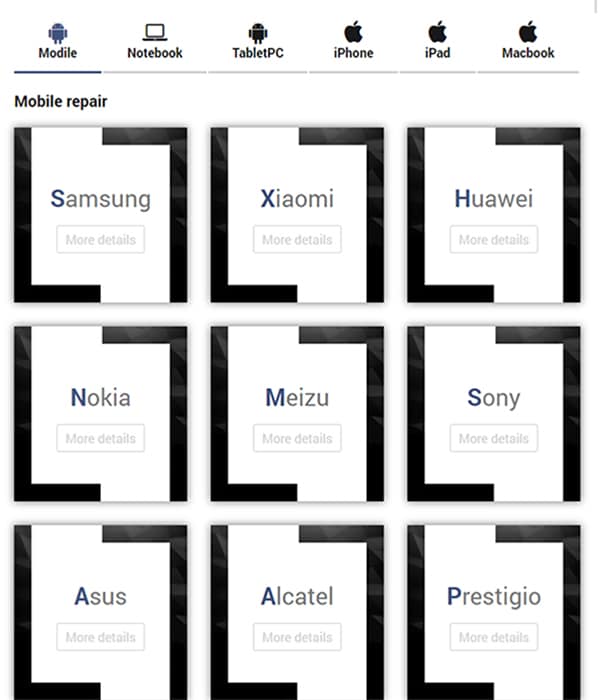 Modile Notebook TabletPC iPhone iPad Macbook
Mobile repair
Samsung Xiaomi Huawei
More details More details More details
Nokia Meizu Sony
More details More details More details
Asus Alcatel Prestigio
More details More details More details